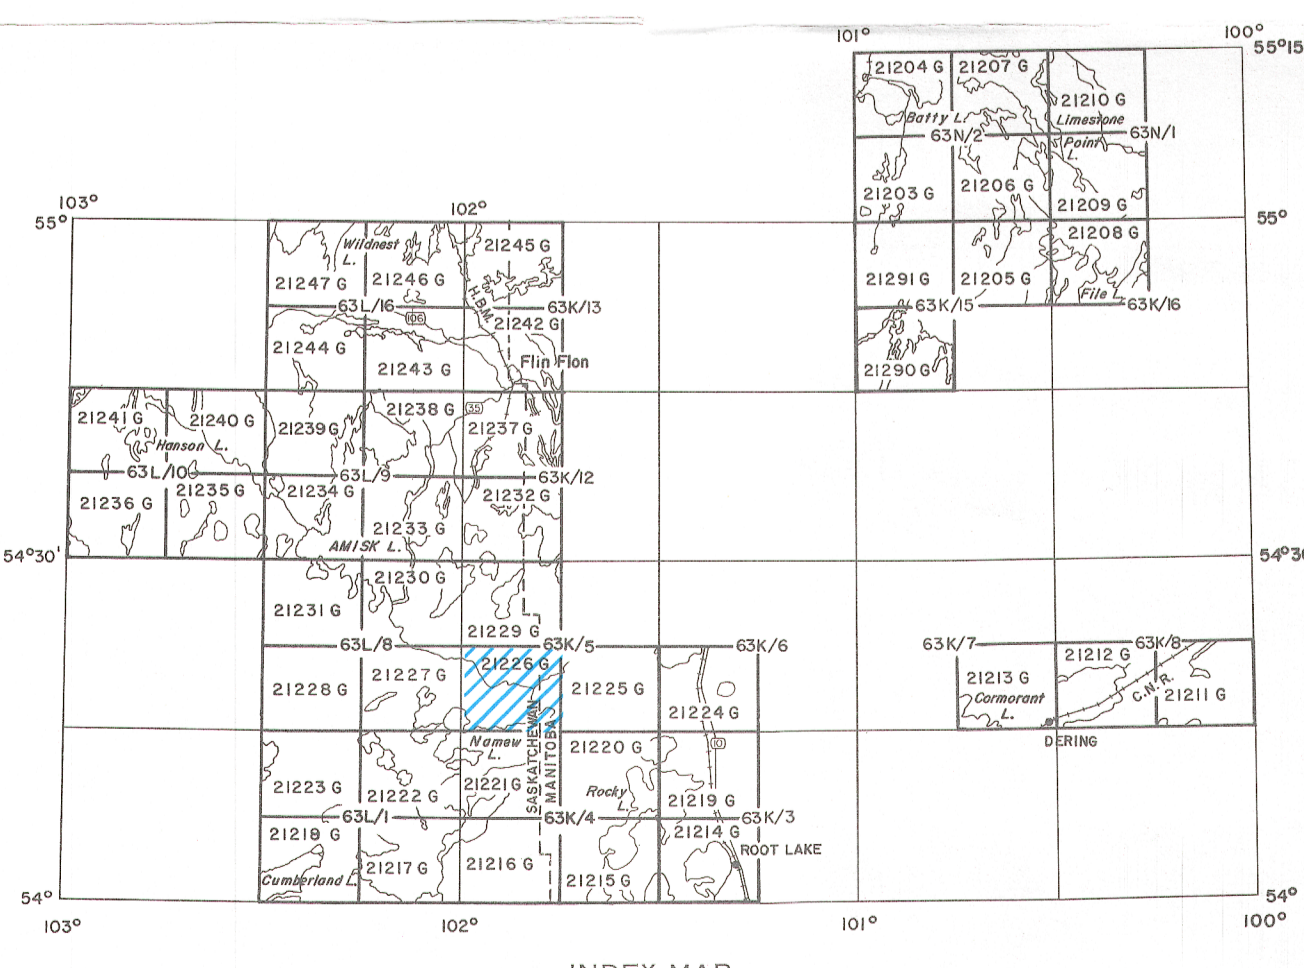 101°
100°
55°15
21204 G
21207 G
21210 G
Batty L.
Limestone
63N/2
63N/1
Point
L.
21203 G
21206 G
21209 G
103°
102°
55°
55°
Wildnest
L.
21245 G
21208 G
21247 G
21246 G
21291 G
21205 G
File L.
63L/16
H.B.M.
63K/13
63K/15
63K/16
106
21242 G
21244 G
21243 G
Flin Flon
21290 G
21241 G
21240 G
21239 G
21238 G
35
21237 G
Hanson L.
63L/10
63L/9
63K/12
21236 G
21235 G
21234 G
21232 G
21233 G
AMISK L.
54°30'
54°30
21230 G
21231 G
21229 G
63L/8
63K/5
63K/6
63K/7
63K/8
21226 G
21212 G
21228 G
21227 G
21225 G
21213 G
21211 G
Cormorant
L.
C.N.R.
21224 G
DERING
Namew
L.
SASKATCHEWAN
MANITOBA
21220 G
10
21223 G
21222 G
21221 G
Rocky
L.
21219 G
63L/1
63K/4
63K/3
21218 G
21214 G
ROOT LAKE
21217 G
21216 G
21215 G
Cumberland L.
54°
54°
103°
102°
101°
100°
INDEX MAP